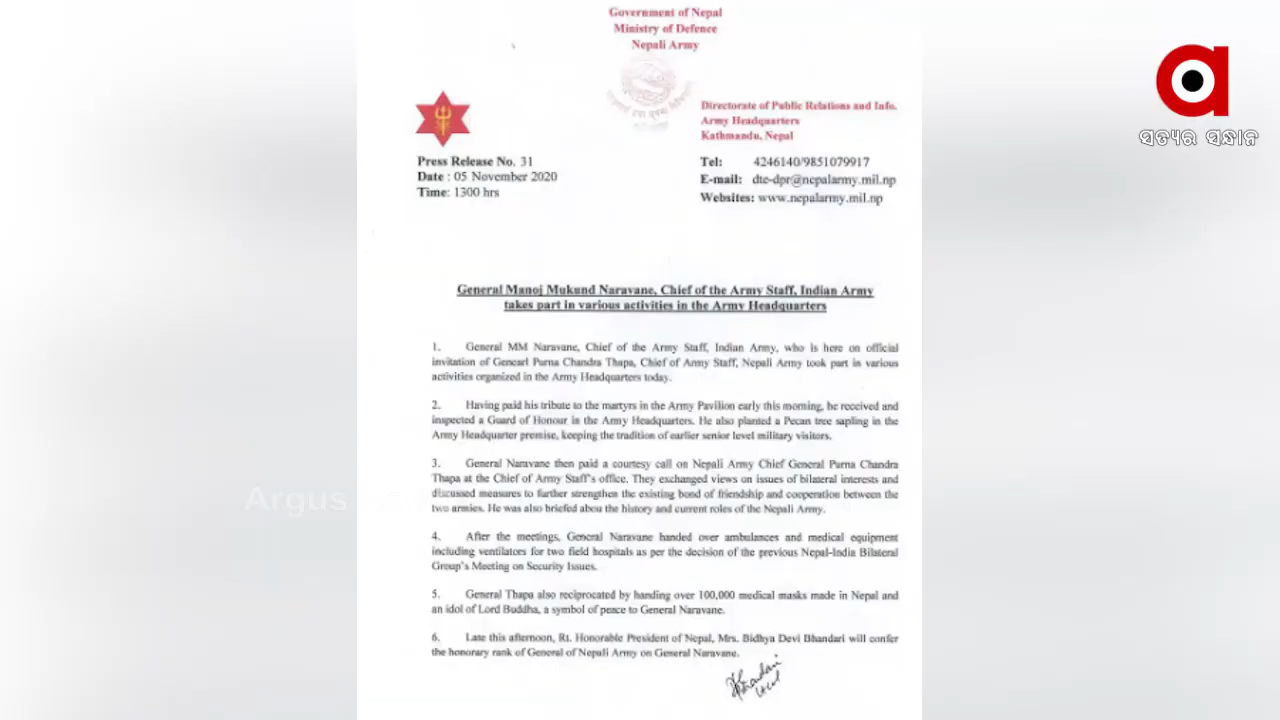 Government of Nepal
Ministry of Defence
Nepali Army
ସତ୍ୟର ସନ୍ଧାନ
Directorate of Public Relations and Info.
Army Headquarters
Kathmandu, Nepal
Press Release No. 31
Date : 05 November 2020
Time: 1300 hrs
Tel: 4246140/9851079917
E-mail: dte-dpr@nepalarmy.mil.np
Websites: www.nepalarmy.mil.np
General Manoj Mukund Naravane, Chief of the Army Staff, Indian Army
takes part in various activities in the Army Headquarters
1. General MM Naravane, Chief of the Army Staff, Indian Army, who is here on official
invitation of Genearl Purna Chandra Thapa, Chief of Army Staff, Nepali Army took part in various
activities organized in the Army Headquarters today.
2. Having paid his tribute to the martyrs in the Army Pavilion early this morning, he received and
inspected a Guard of Honour in the Army Headquarters. He also planted a Pecan tree sapling in the
Army Headquarter premise, keeping the tradition of earlier senior level military visitors.
3. General Naravane then paid a courtesy call on Nepali Army Chief General Purna Chandra
Thapa at the Chief of Army Staff's office. They exchanged views on issues of bilateral interests and
discussed measures to further strengthen the existing bond of friendship and cooperation between the
two armies. He was also briefed abou the history and current roles of the Nepali Army.
Argus
4. After the meetings, General Naravane handed over ambulances and medical equipment
including ventilators for two field hospitals as per the decision of the previous Nepal-India Bilateral
Group's Meeting on Security Issues.
5. General Thapa also reciprocated by handing over 100,000 medical masks made in Nepal and
an idol of Lord Buddha, a symbol of peace to General Naravane.
6. Late this afternoon, Rt. Honorable President of Nepal, Mrs. Bidhya Devi Bhandari will confer
the honorary rank of General of Nepali Army on General Naravane.